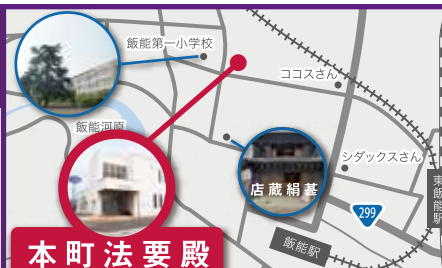 飯能第一小学校
ココスさん
飯能河原
店蔵絹甚
シダックスさん
東飯能駅
299
飯能駅
本町法要殿